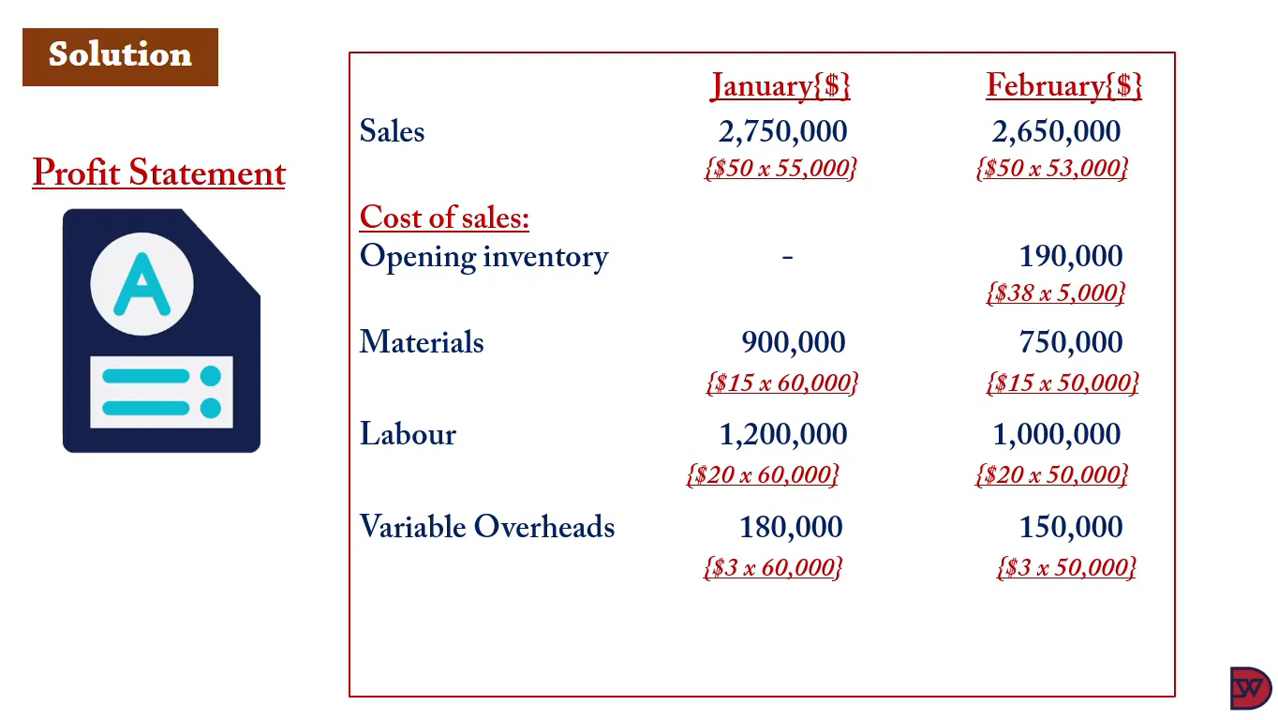 Solution
Profit Statement
A
January{$} February{$}
Sales 2,750,000 2,650,000
{$50 x 55,000} {$50 x 53,000}
Cost of sales:
Opening inventory - 190,000
{$38 x 5,000}
Materials 900,000 750,000
{$15 x 60,000} {$15 x 50,000}
Labour 1,200,000 1,000,000
{$20 x 60,000} {$20 x 50,000}
Variable Overheads 180,000 150,000
{$3 x 60,000} {$3 x 50,000}
W